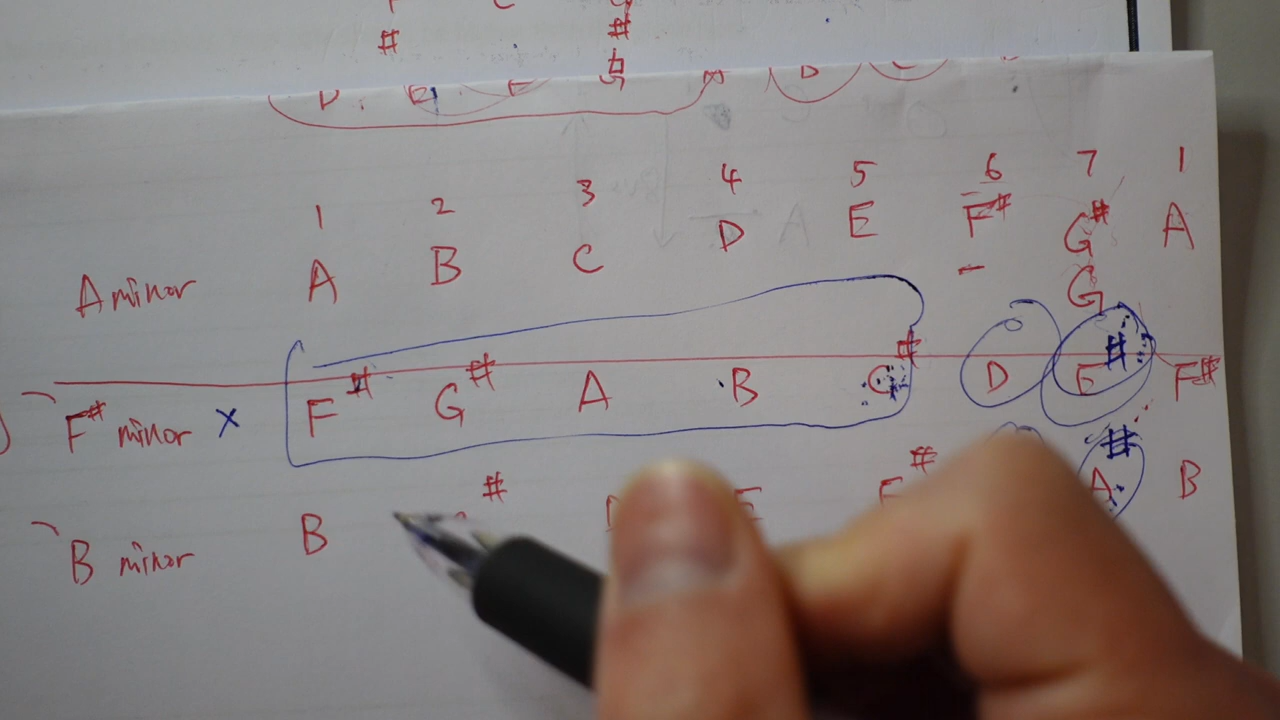 #
#
D E
D
1 2 3 4 5 6 7 1
A minor A B C D E F# G# A
G
F# minor x F# G# A B C# D E# F#
B minor B # E F# A# B